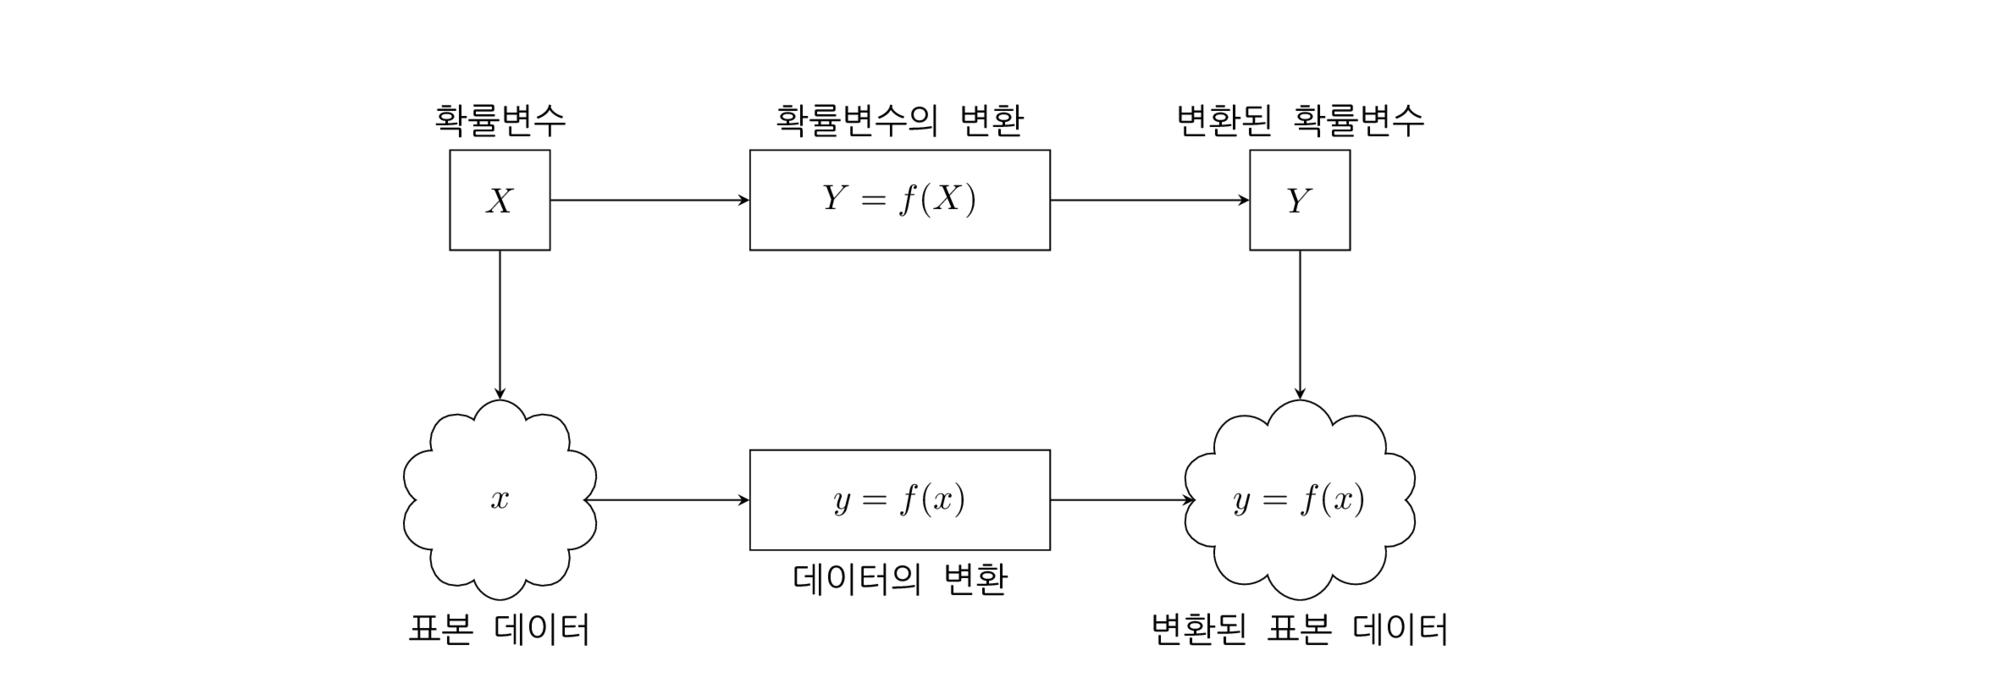 확률변수
확률변수의 변환
변환된 확률변수
X
Y = f(X)
Y
x
y = f(x)
y = f(x)
데이터의 변환
표본 데이터
변환된 표본 데이터